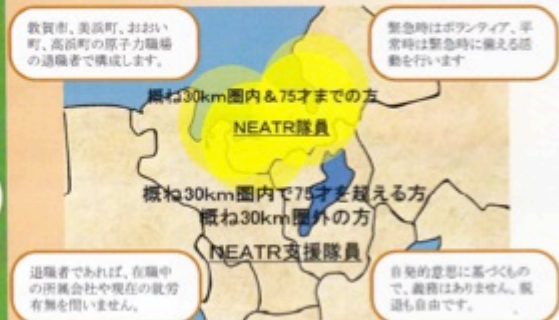 敦賀市、美浜町、おおい
町、高浜町の原子力職場
の退職者で構成します。
緊急時はボランティア、平
常時は緊急時に備える活
動を行います
概ね30km圏内&75才までの方
NEATR隊員
概ね30km圏内で75才を超える方
概ね30km圏外の方
NEATR支援隊員
退職者であれば、在職中
の所属会社や現在の就労
有無を問いません。
自発的意思に基づくもの
で、義務はありません。脱
退も自由です。